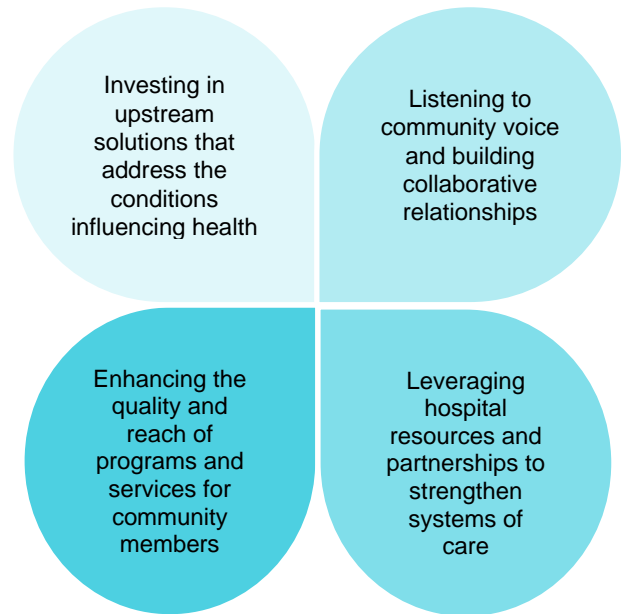 Investing in
upstream
solutions that
address the
conditions
influencing health
Listening to
community voice
and building
collaborative
relationships
Enhancing the
quality and
reach of
programs and
services for
community
members
Leveraging
hospital
resources and
partnerships to
strengthen
systems of
care